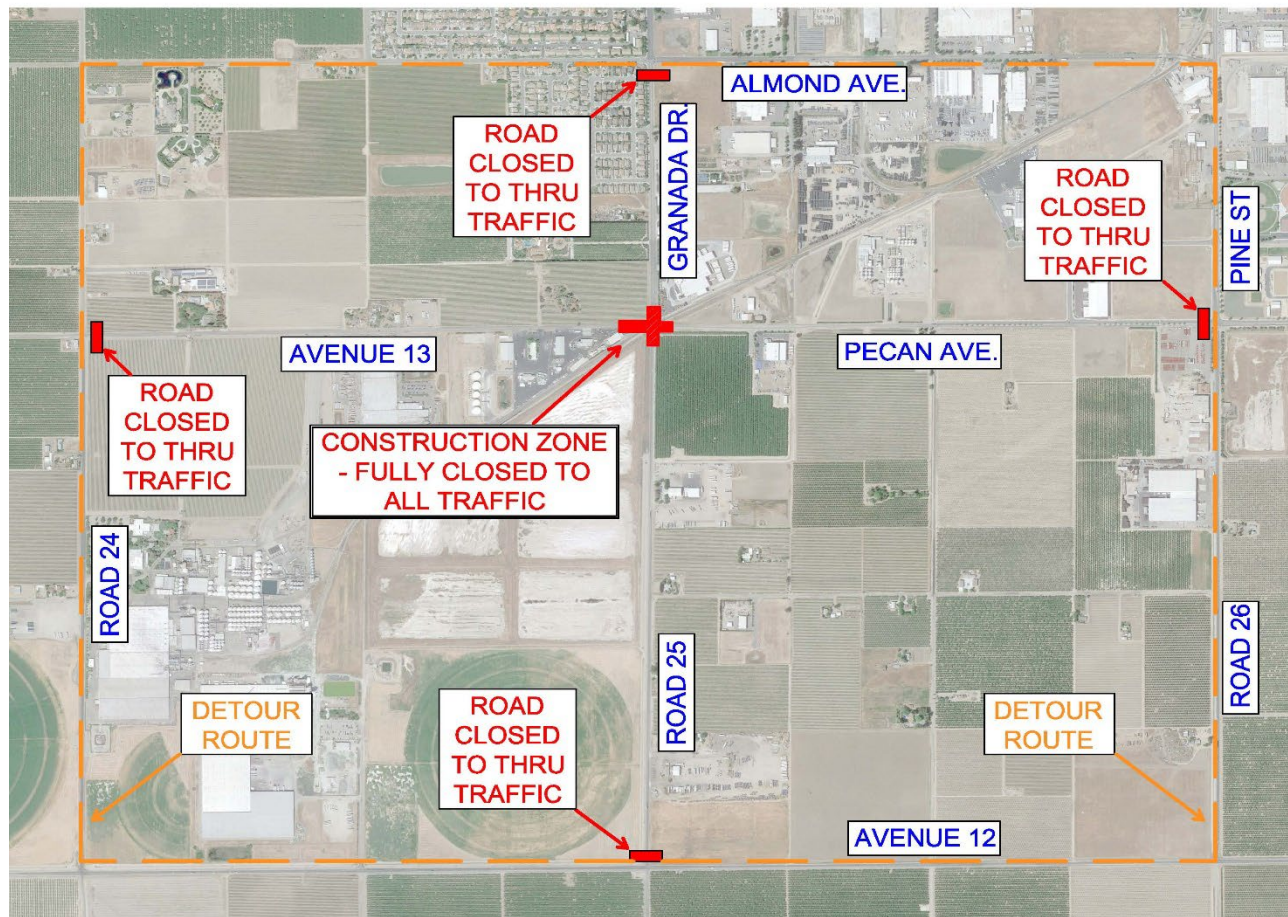 ALMOND AVE.
ROAD
CLOSED
TO THRU
TRAFFIC
GRANADA DR.
ROAD
CLOSED
TO THRU
TRAFFIC
PINE ST
AVENUE 13
PECAN AVE.
ROAD
CLOSED
TO THRU
TRAFFIC
CONSTRUCTION ZONE
- FULLY CLOSED TO
ALL TRAFFIC
ROAD 24
ROAD 25
ROAD 26
DETOUR
ROUTE
ROAD
CLOSED
TO THRU
TRAFFIC
DETOUR
ROUTE
AVENUE 12